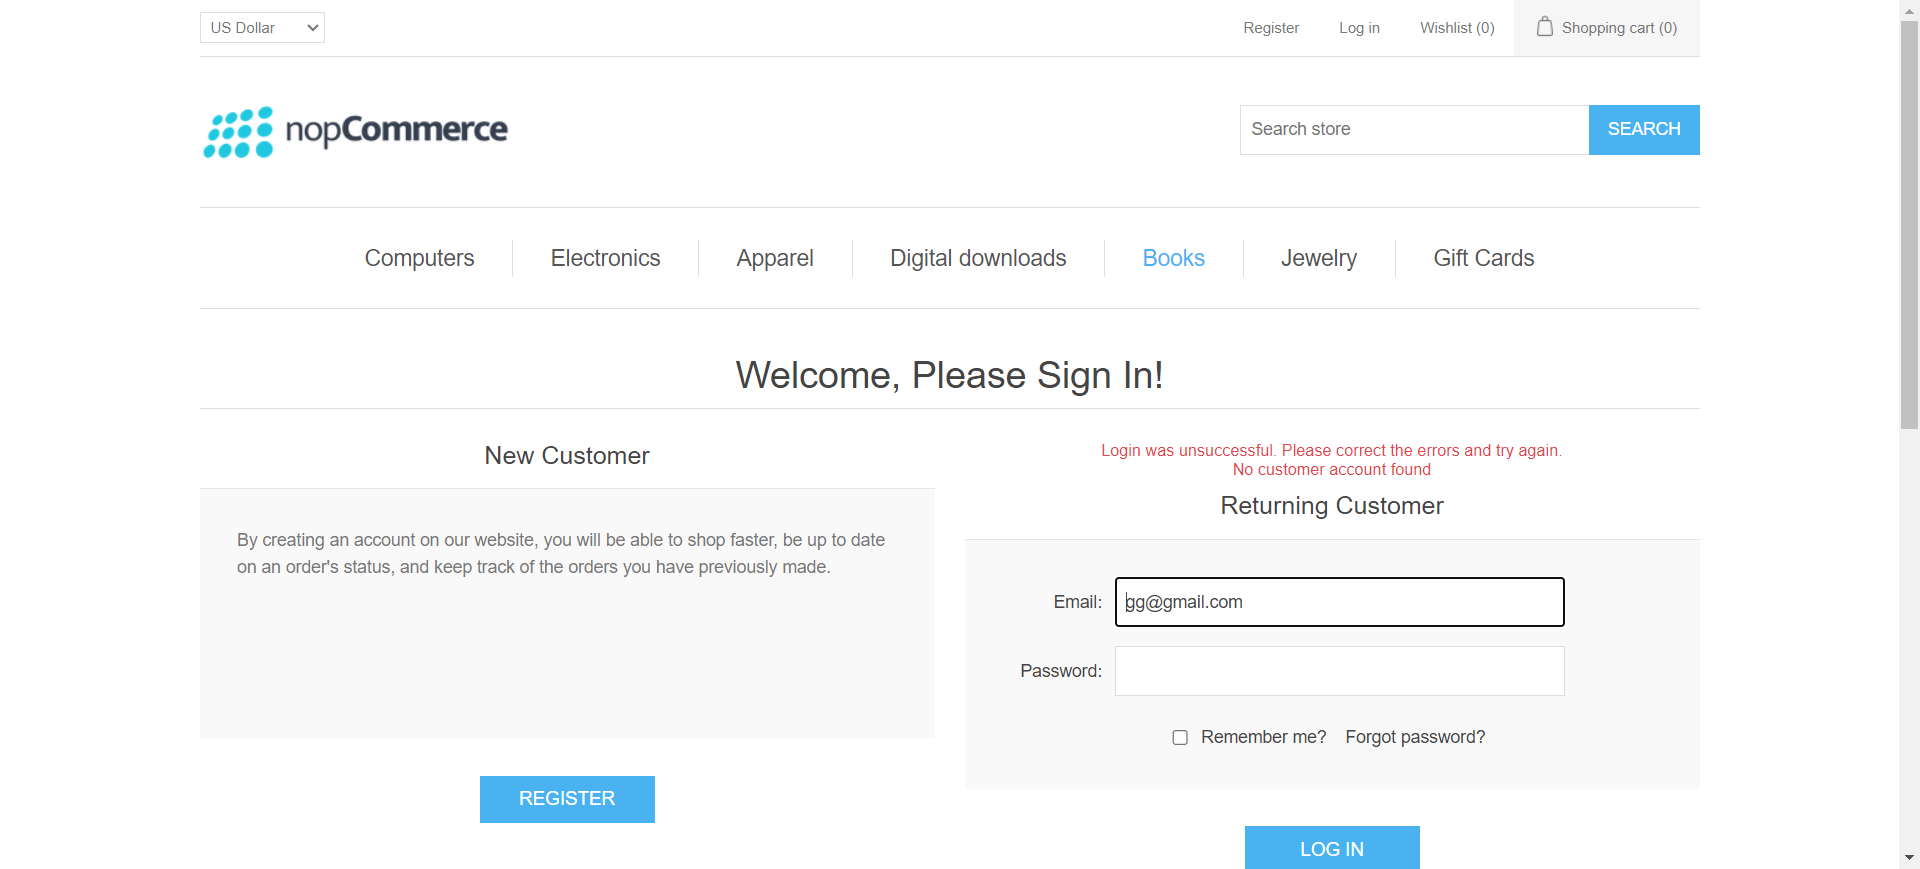 US Dollar
Register
Log in
Wishlist (0)
Shopping cart (0)
nopCommerce
Search store
SEARCH
Computers
Electronics
Apparel
Digital downloads
Books
Jewelry
Gift Cards
Welcome, Please Sign In!
New Customer
By creating an account on our website, you will be able to shop faster, be up to date
on an order's status, and keep track of the orders you have previously made.
REGISTER
Login was unsuccessful. Please correct the errors and try again.
No customer account found
Returning Customer
Email:
gg@gmail.com
Password:
Remember me?
Forgot password?
LOG IN